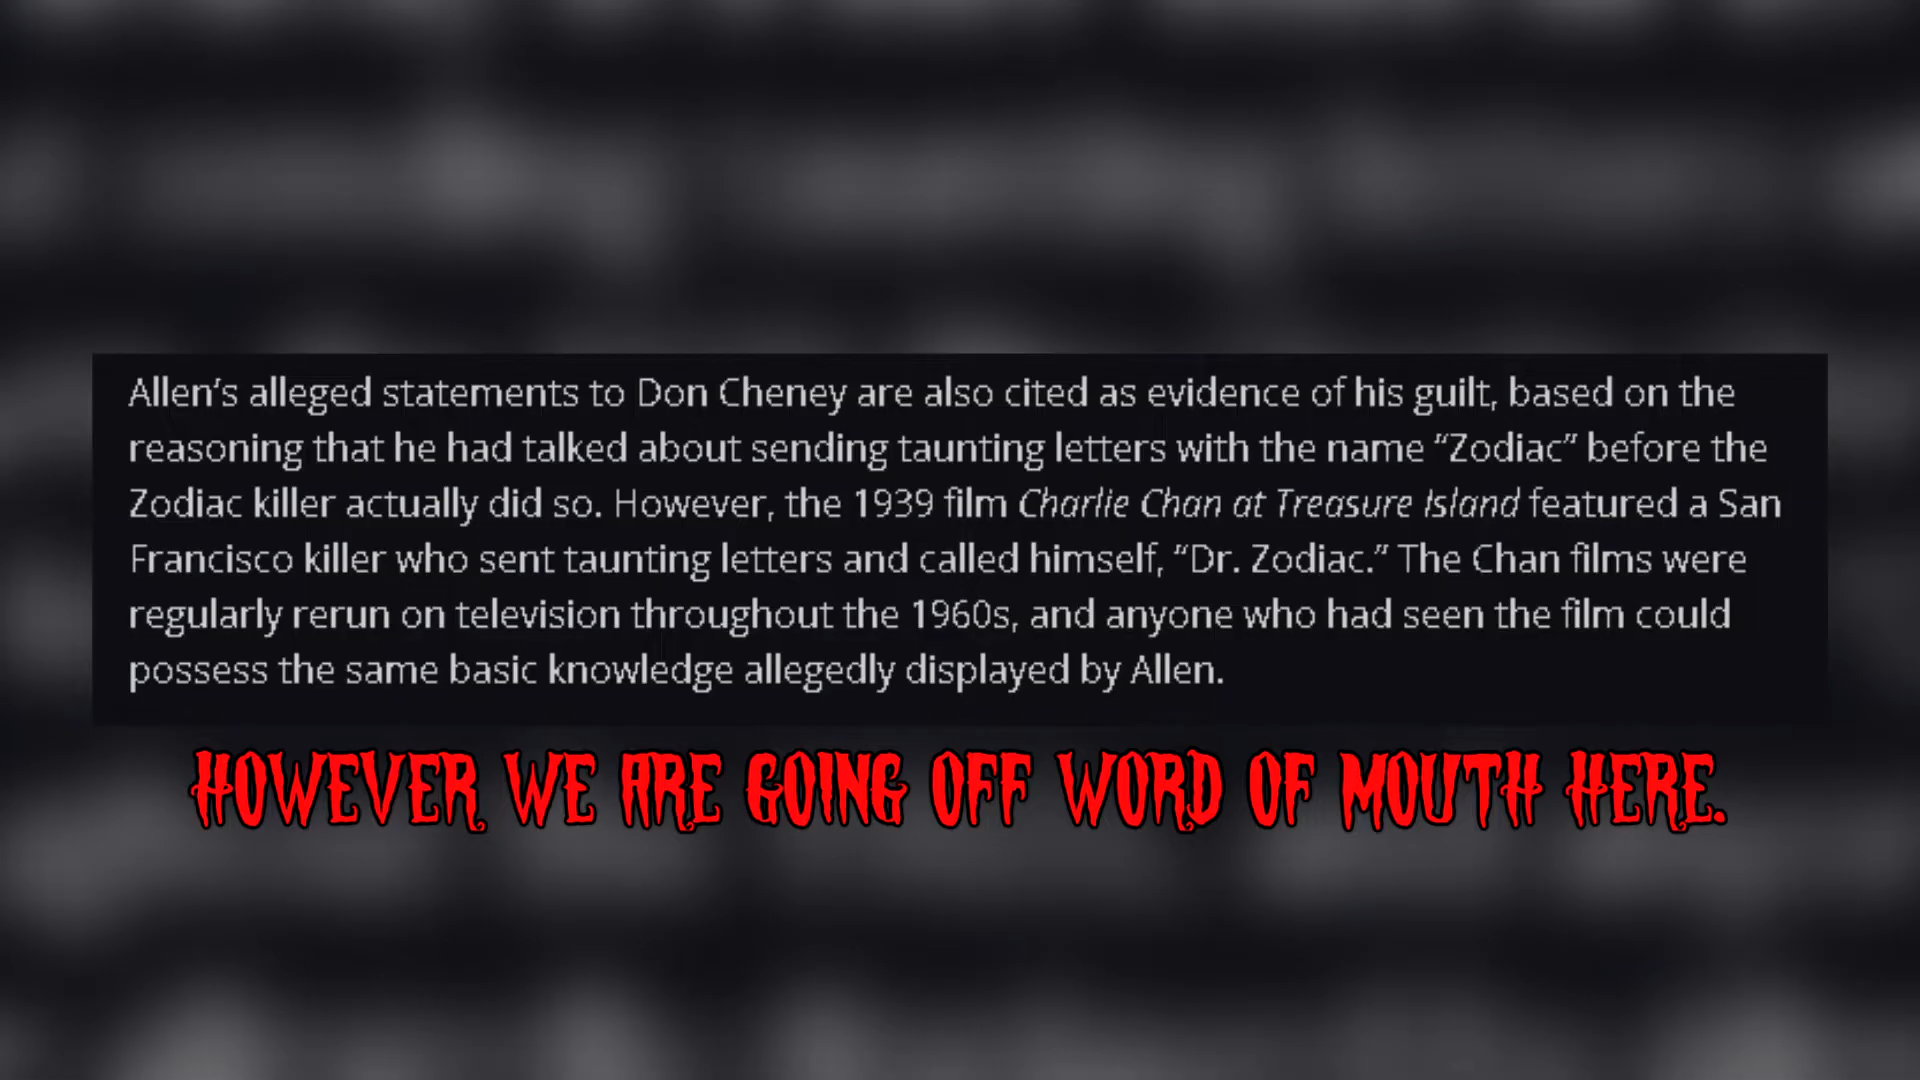 Allen’s alleged statements to Don Cheney are also cited as evidence of his guilt, based on the
reasoning that he had talked about sending taunting letters with the name “Zodiac” before the
Zodiac killer actually did so. However, the 1939 film Charlie Chan at Treasure Island featured a San
Francisco killer who sent taunting letters and called himself, “Dr. Zodiac.” The Chan films were
regularly rerun on television throughout the 1960s, and anyone who had seen the film could
possess the same basic knowledge allegedly displayed by Allen.
HOWEVER WE ARE GOING OFF WORD OF MOUTH HERE.